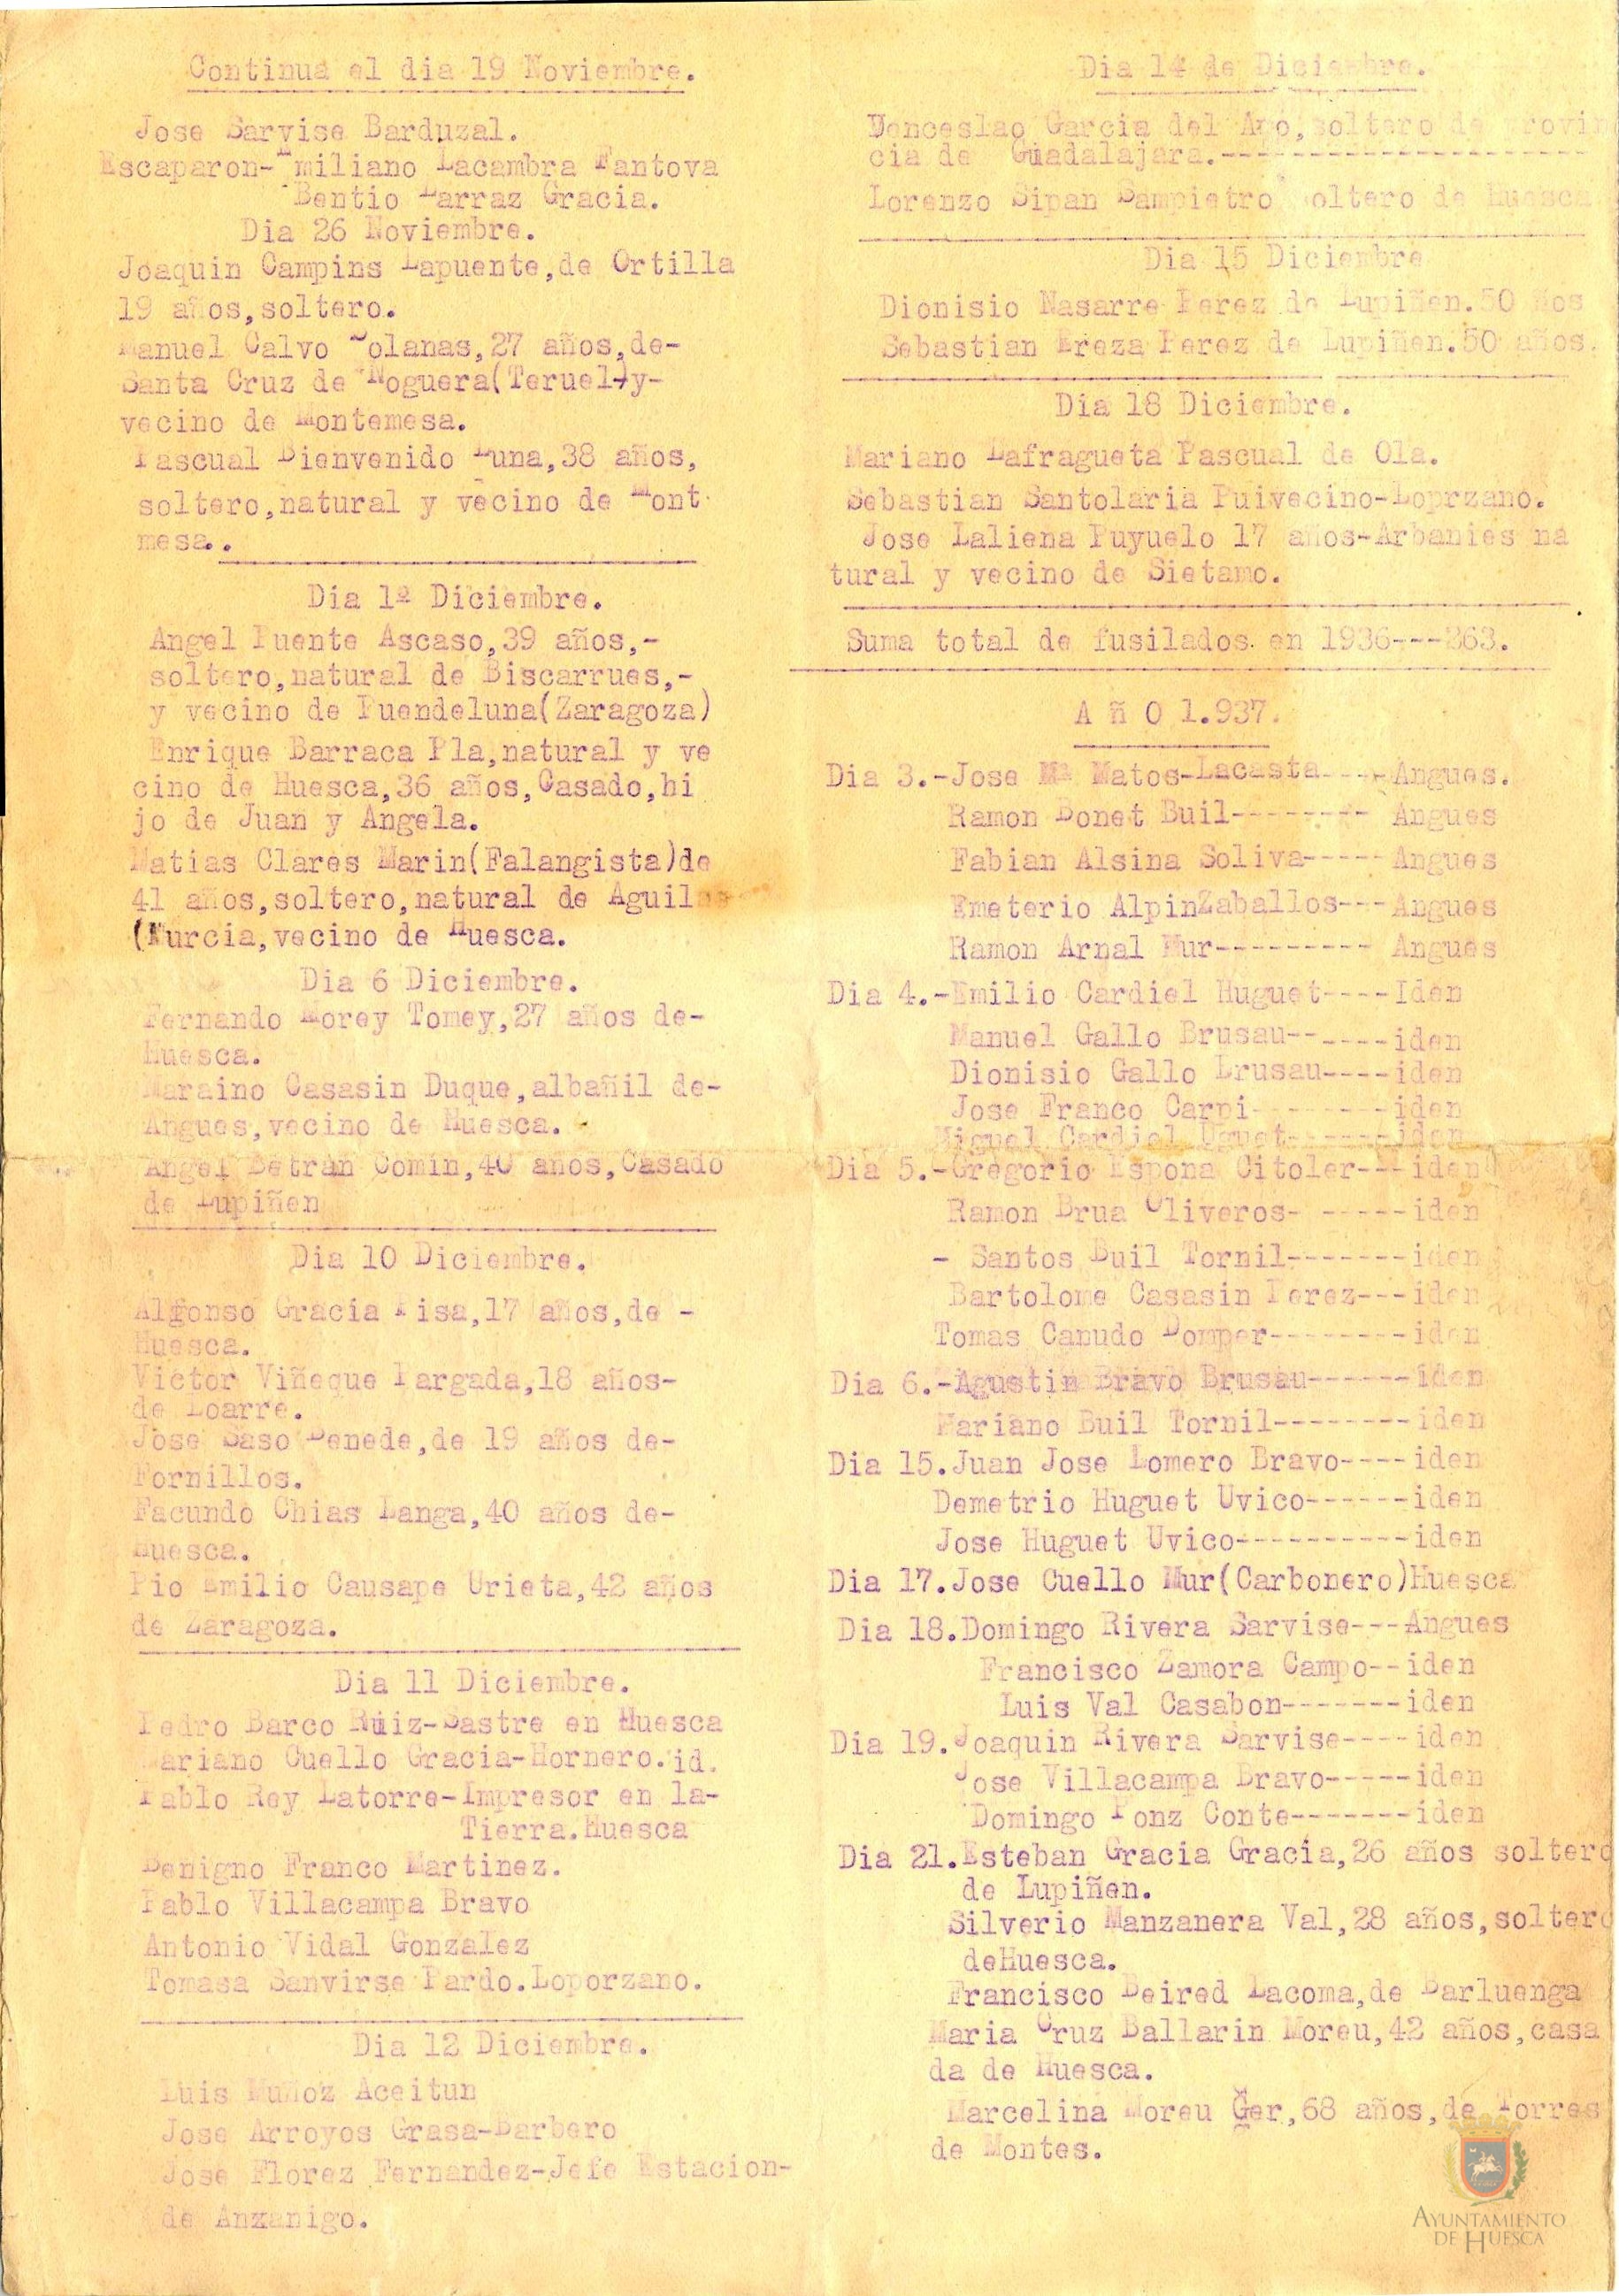 Continua el dia 19 Noviembre.
Jose Sarvise Barduzal.
Escaparon-Emiliano Lacambra Fantova
Bentio Larraz Gracia.
Dia 26 Noviembre.
Joaquin Campins Lapuente,de Ortilla
19 años,soltero.
Manuel Calvo Solanas,27 años,de-
Santa Cruz de Noguera(Teruel)y-
vecino de Montemesa.
Pascual Bienvenido Luna,38 años,
soltero,natural y vecino de Mont
mesa..
Dia 1º Diciembre.
Angel Puente Ascaso,39 años,-
soltero,natural de Biscarrues,-
y vecino de Puendeluna(Zaragoza)
Enrique Barraca Pla,natural y ve
cino de Huesca,36 años,Casado,hi
jo de Juan y Angela.
Matias Clares Marin(Falangista)de
41 años,soltero,natural de Aguilas
(Murcia,vecino de Huesca.
Dia 6 Diciembre.
Fernando Morey Tomey,27 años de-
Huesca.
Maraino Casasin Duque,albañil de-
Angues,vecino de Huesca.
Angel Betran Comin,40 años,Casado
de Lupiñen
Dia 10 Diciembre.
Alfonso Gracia Pisa,17 años,de -
Huesca.
Victor Viñeque Pargada,18 años-
de Loarre.
Jose Saso Benede,de 19 años de-
Fornillos.
Facundo Chias Langa,40 años de-
Huesca.
Pio Emilio Causape Urieta,42 años
de Zaragoza.
Dia 11 Diciembre.
Pedro Barco Ruiz-Sastre en Huesca
Mariano Cuello Gracia-Hornero.id.
Pablo Rey Latorre-Impresor en la-
Tierra.Huesca
Benigno Franco Martinez.
Pablo Villacampa Bravo
Antonio Vidal Gonzalez
Tomasa Sanvirse Pardo.Loporzano.
Dia 12 Diciembre.
Luis Muñoz Aceitun
Jose Arroyos Grasa-Barbero
Jose Florez Fernandez-Jefe Estacion-
de Anzanigo.
Dia 14 de Diciembre.
Wenceslao Garcia del Amo,soltero de Provin
cia de Guadalajara.---------------------
Lorenzo Sipan Sampietro soltero de Huesca
Dia 15 Diciembre
Dionisio Nasarre Perez de Lupiñen.50 ños
Sebastian Ereza Perez de Lupiñen.50 años.
Dia 18 Diciembre.
Mariano Lafragueta Pascual de Ola.
Sebastian Santolaria Puivecino-Loprzano.
Jose Laliena Puyuelo 17 años-Arbanies na
tural y vecino de Sietamo.
Suma total de fusilados en 1936---263.
A Ñ O 1.937.
Dia 3.-Jose Mª Matos-Lacasta-----Angues.
Ramon Bonet Buil-------- Angues
Fabian Alsina Soliva-----Angues
Emeterio AlpinZaballos---Angues
Ramon Arnal Mur--------- Angues
Dia 4.-Emilio Cardiel Huguet----Iden
Manuel Gallo Brusau------iden
Dionisio Gallo Brusau----iden
Jose Franco Carpi--------iden
Miguel Cardiel Uguet-----iden
Dia 5.-Gregorio Espona Citoler---iden
Ramon Brua Oliveros- -----iden
- Santos Buil Tornil-------iden
Bartolome Casasin Perez---iden
Tomas Canudo Pomper--------iden
Dia 6.-Agustin Bravo Brusau------iden
Mariano Buil Tornil--------iden
Dia 15.Juan Jose Lomero Bravo----iden
Demetrio Huguet Uvico------iden
Jose Huguet Uvico----------iden
Dia 17.Jose Cuello Mur(Carbonero)Huesca
Dia 18.Domingo Rivera Sarvise---Angues
Francisco Zamora Campo--iden
Luis Val Casabon-------iden
Dia 19.Joaquin Rivera Sarvise----iden
Jose Villacampa Bravo-----iden
Domingo Ponz Conte-------iden
Dia 21.Esteban Gracia Gracia,26 años soltero
de Lupiñen.
Silverio Manzanera Val,28 años,soltero
deHuesca.
Francisco Beired Lacoma,de Barluenga
Maria Cruz Ballarin Moreu,42 años,casa
da de Huesca.
Marcelina Moreu Ger,68 años,de Torres
de Montes.
AYUNTAMIENTO
DE HUESCA